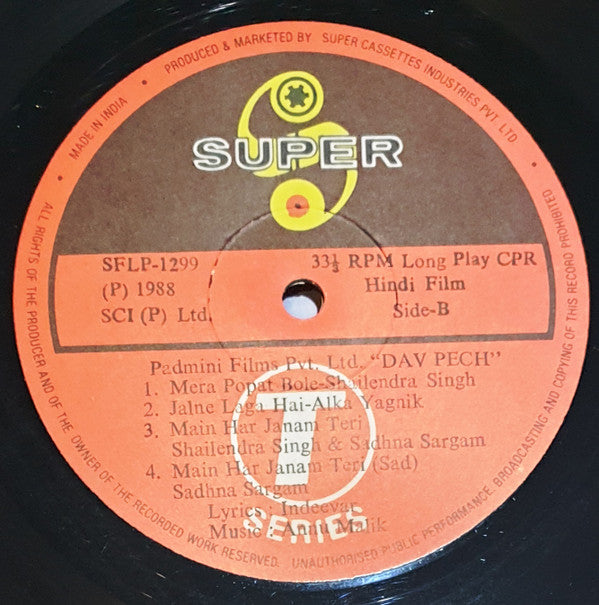 • MADE IN INDIA • PRODUCED & MARKETED BY SUPER CASSETTES INDUSTRIES PVT. LTD •
SUPER
SFLP-1299
(P) 1988
SCI (P) Ltd.
33⅓ RPM Long Play CPR
Hindi Film
Side-B
Padmini Films Pvt. Ltd. "DAV PECH"
1. Mera Popat Bole-Shailendra Singh
2. Jalne Laga Hai-Alka Yagnik
3. Main Har Janam Teri
Shailendra Singh & Sadhna Sargam
4. Main Har Janam Teri (Sad)
Sadhna Sargam
Lyrics : Indeevar
Music : Annu Malik
T
SERIES
ALL RIGHTS OF THE PRODUCER AND OF THE OWNER OF THE RECORDED WORK RESERVED. UNAUTHORISED PUBLIC PERFORMANCE, BROADCASTING AND COPYING OF THIS RECORD PROHIBITED